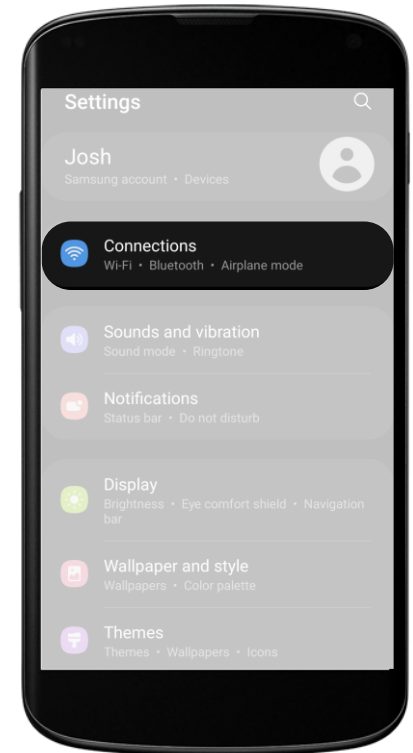 Settings
Josh
Samsung account • Devices
Connections
Wi-Fi • Bluetooth • Airplane mode
Sounds and vibration
Sound mode • Ringtone
Notifications
Status bar • Do not disturb
Display
Brightness • Eye comfort shield • Navigation
bar
Wallpaper and style
Wallpapers • Color palette
Themes
Themes • Wallpapers • Icons